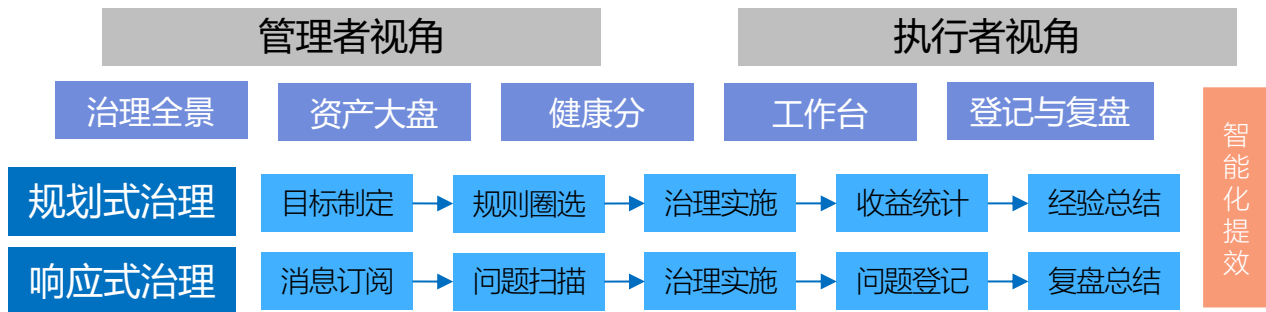 管理者视角
执行者视角
治理全景
资产大盘
健康分
工作台
登记与复盘
规划式治理
目标制定
规则圈选
治理实施
收益统计
经验总结
响应式治理
消息订阅
问题扫描
治理实施
问题登记
复盘总结
智能化提效